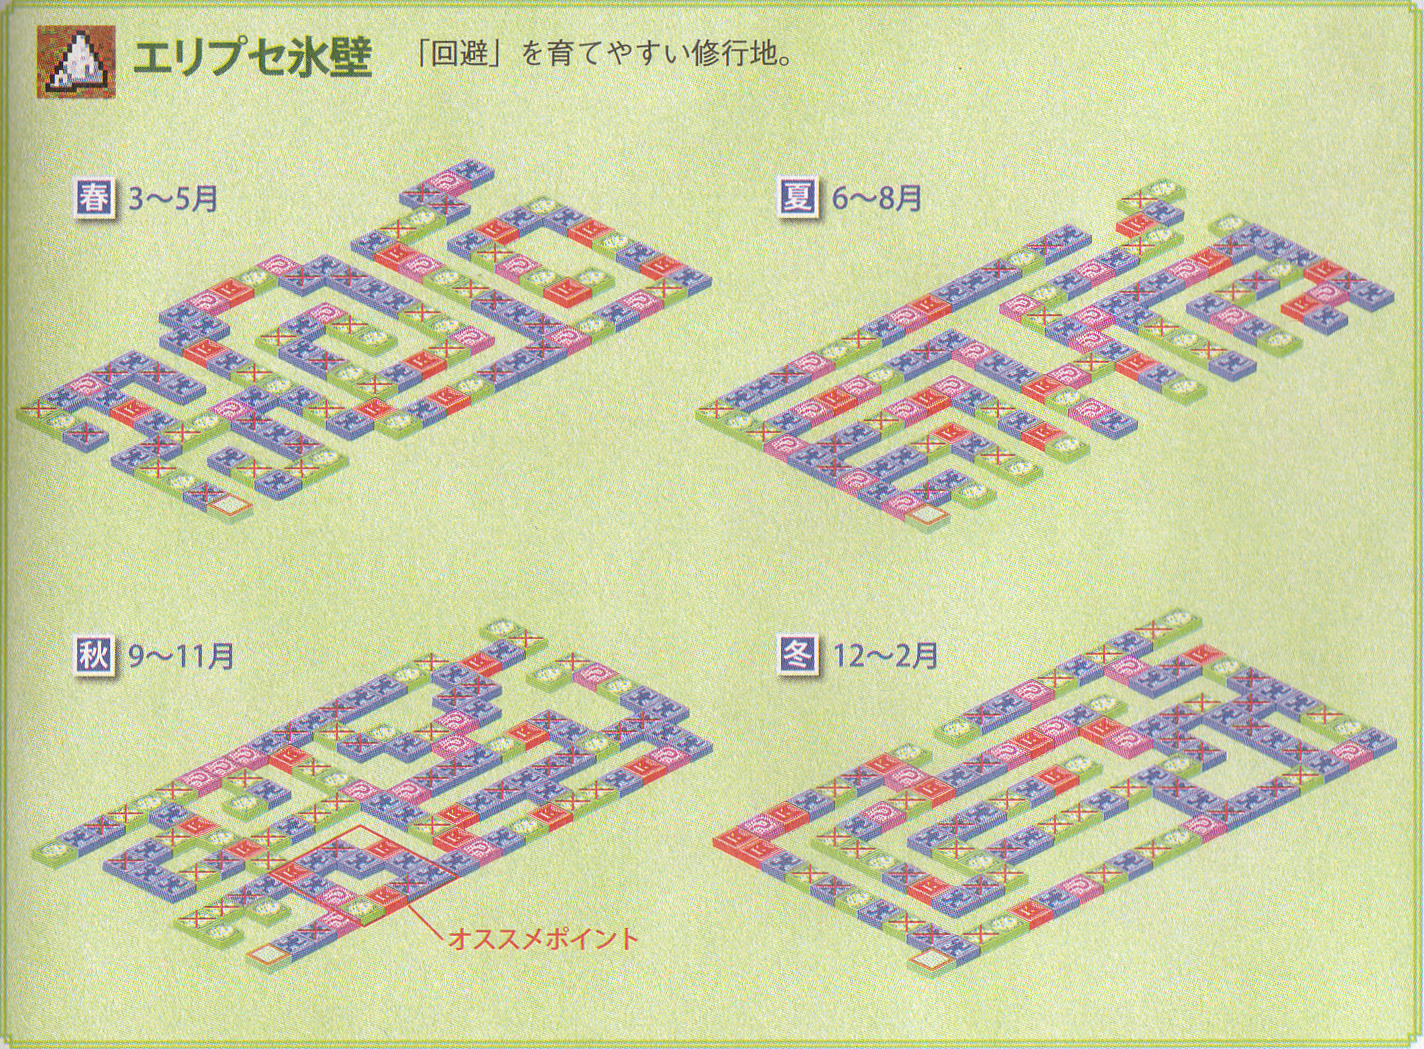 エリプセ氷壁
「回避」を育てやすい修行地。
春 3～5月
夏 6～8月
秋 9～11月
冬 12～2月
オススメポイント